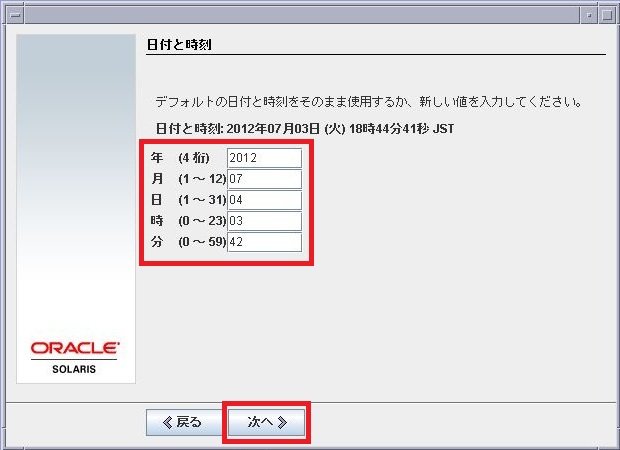 日付と時刻
デフォルトの日付と時刻をそのまま使用するか、新しい値を入力してください。
日付と時刻: 2012年07月03日 (火) 18時44分41秒 JST
年 (4 桁) 2012
月 (1 ～ 12) 07
日 (1 ～ 31) 04
時 (0 ～ 23) 03
分 (0 ～ 59) 42
ORACLE
SOLARIS
戻る 次へ